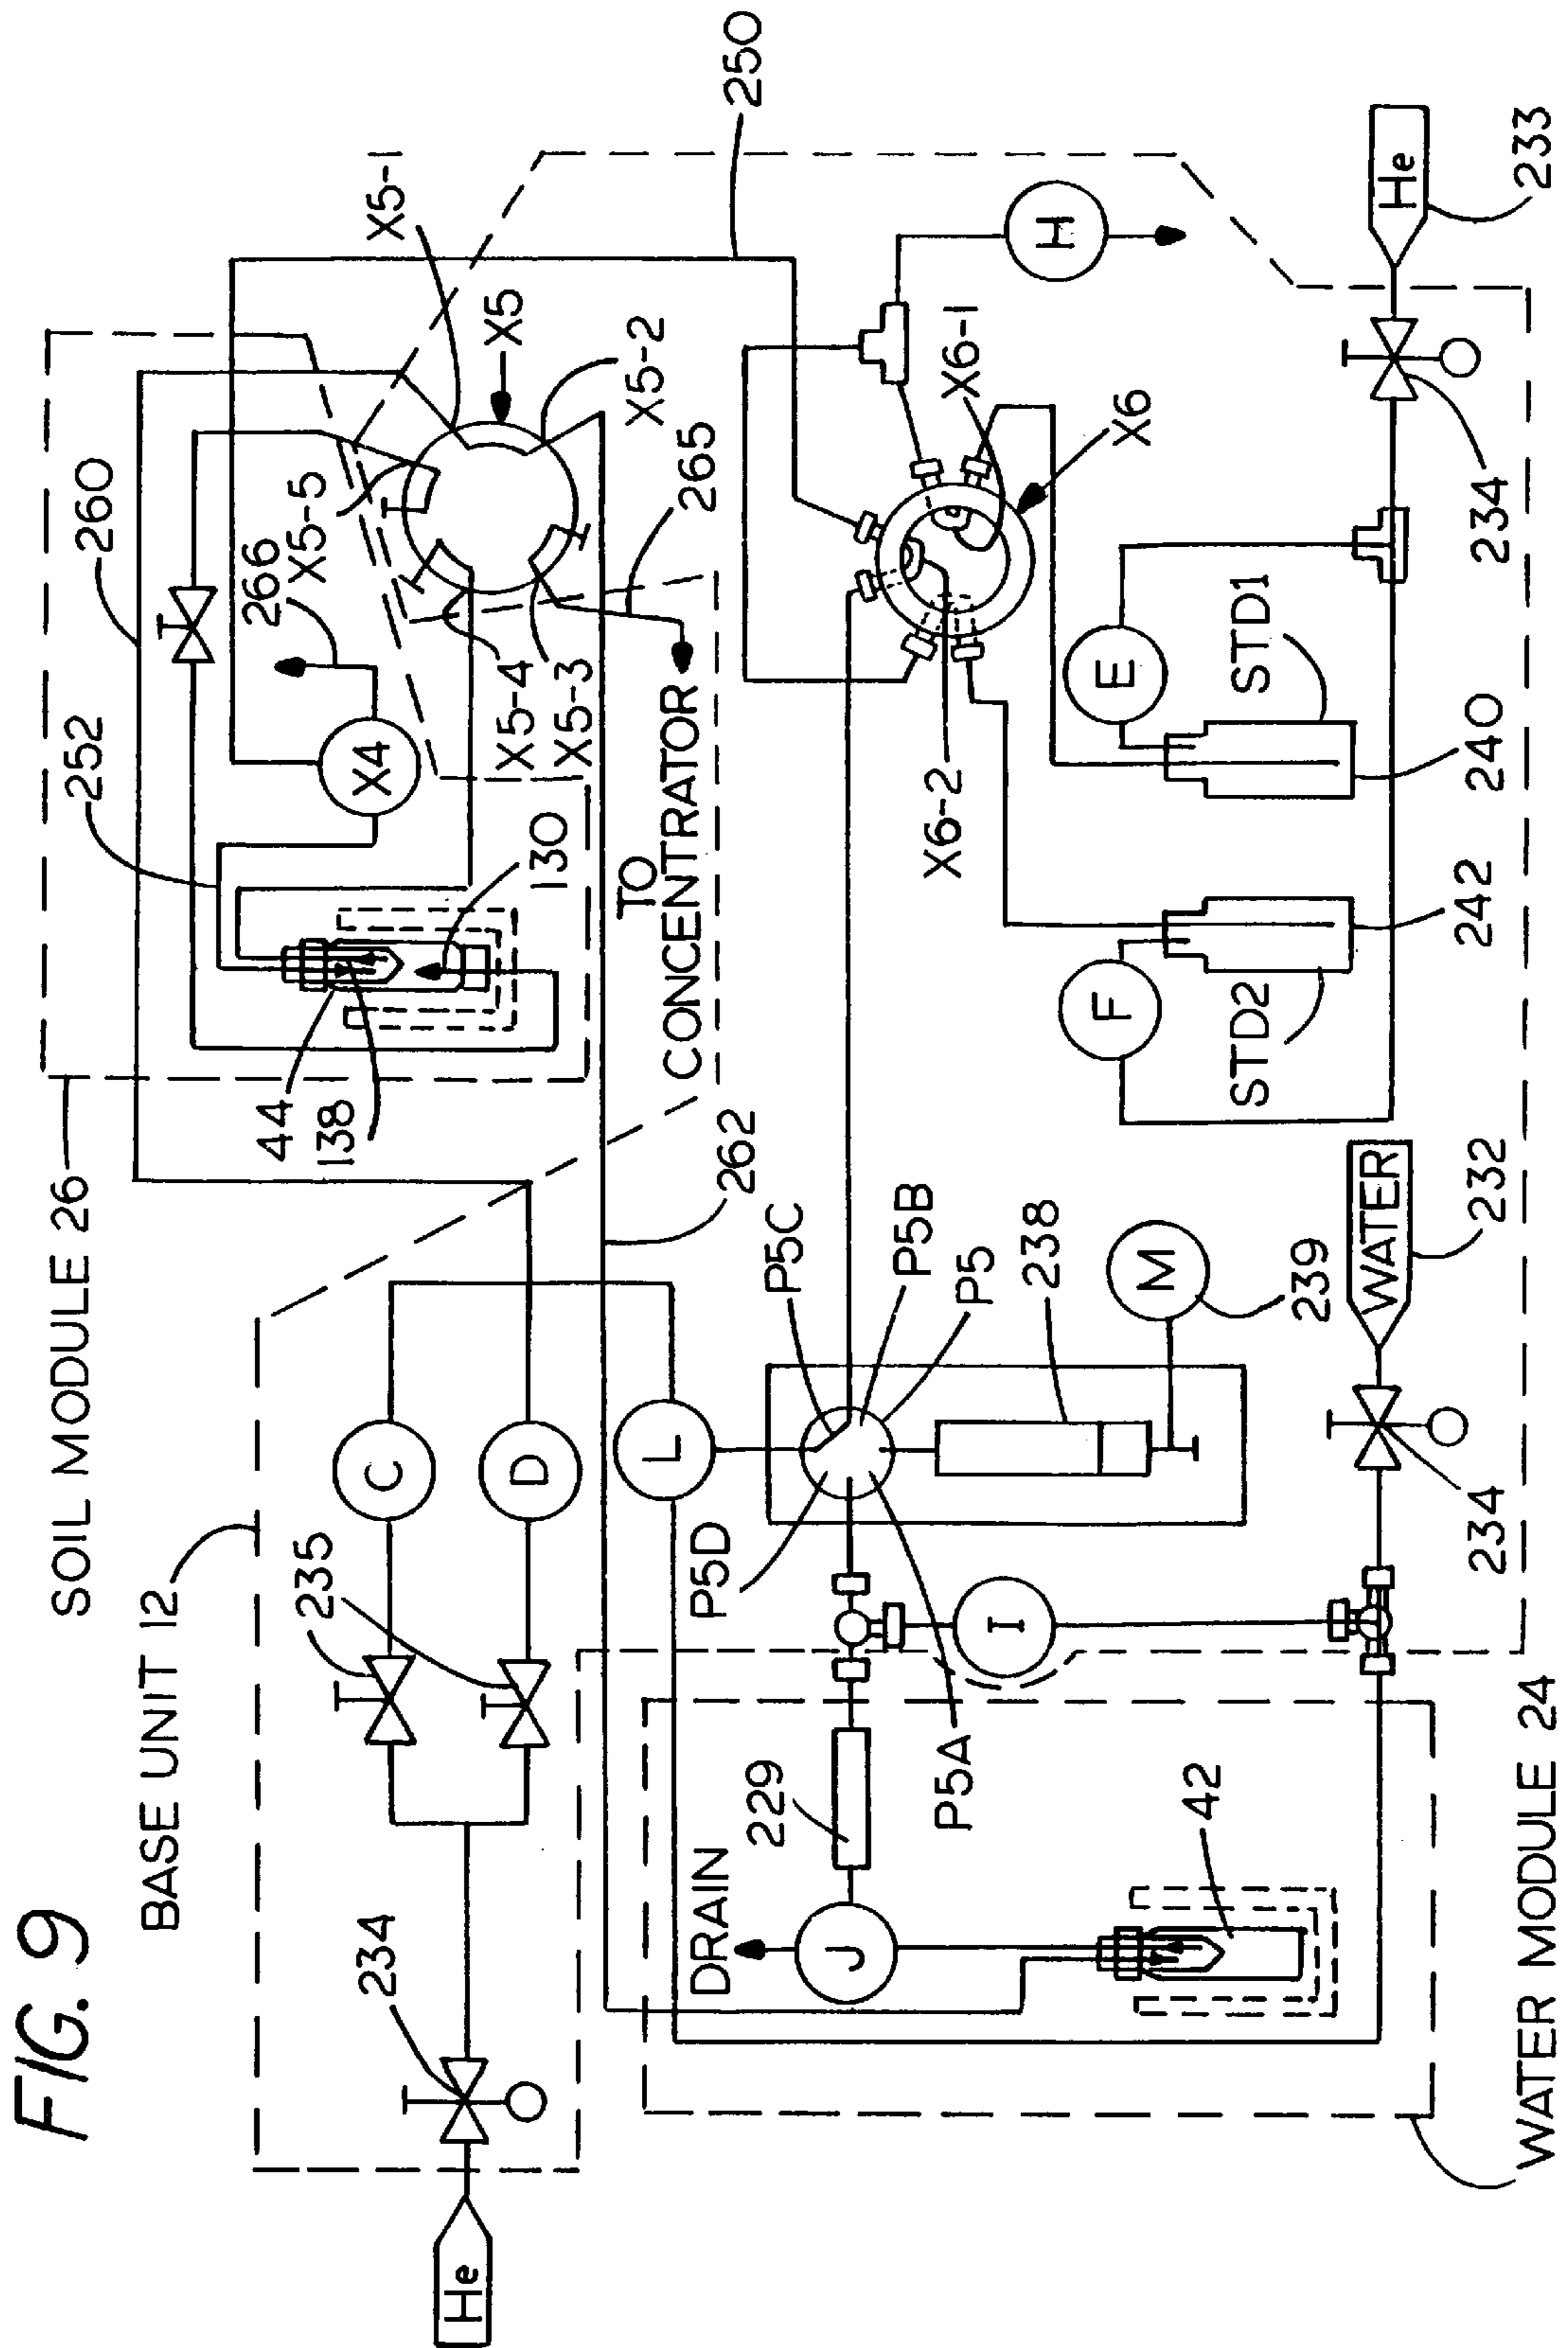 FIG. 9
SOIL MODULE 26
BASE UNIT 12
WATER MODULE 24
He
234
235
C
D
L
44
138
130
252
260
266
X4
X5-5
X5-4
X5-3
X5-1
X5
X5-2
265
250
TO
CONCENTRATOR
262
DRAIN
J
229
42
P5A
P5D
P5C
P5B
P5
238
M
239
I
234
WATER
232
X6-2
X6-1
X6
H
F
STD2
242
E
STD1
240
234
He
233